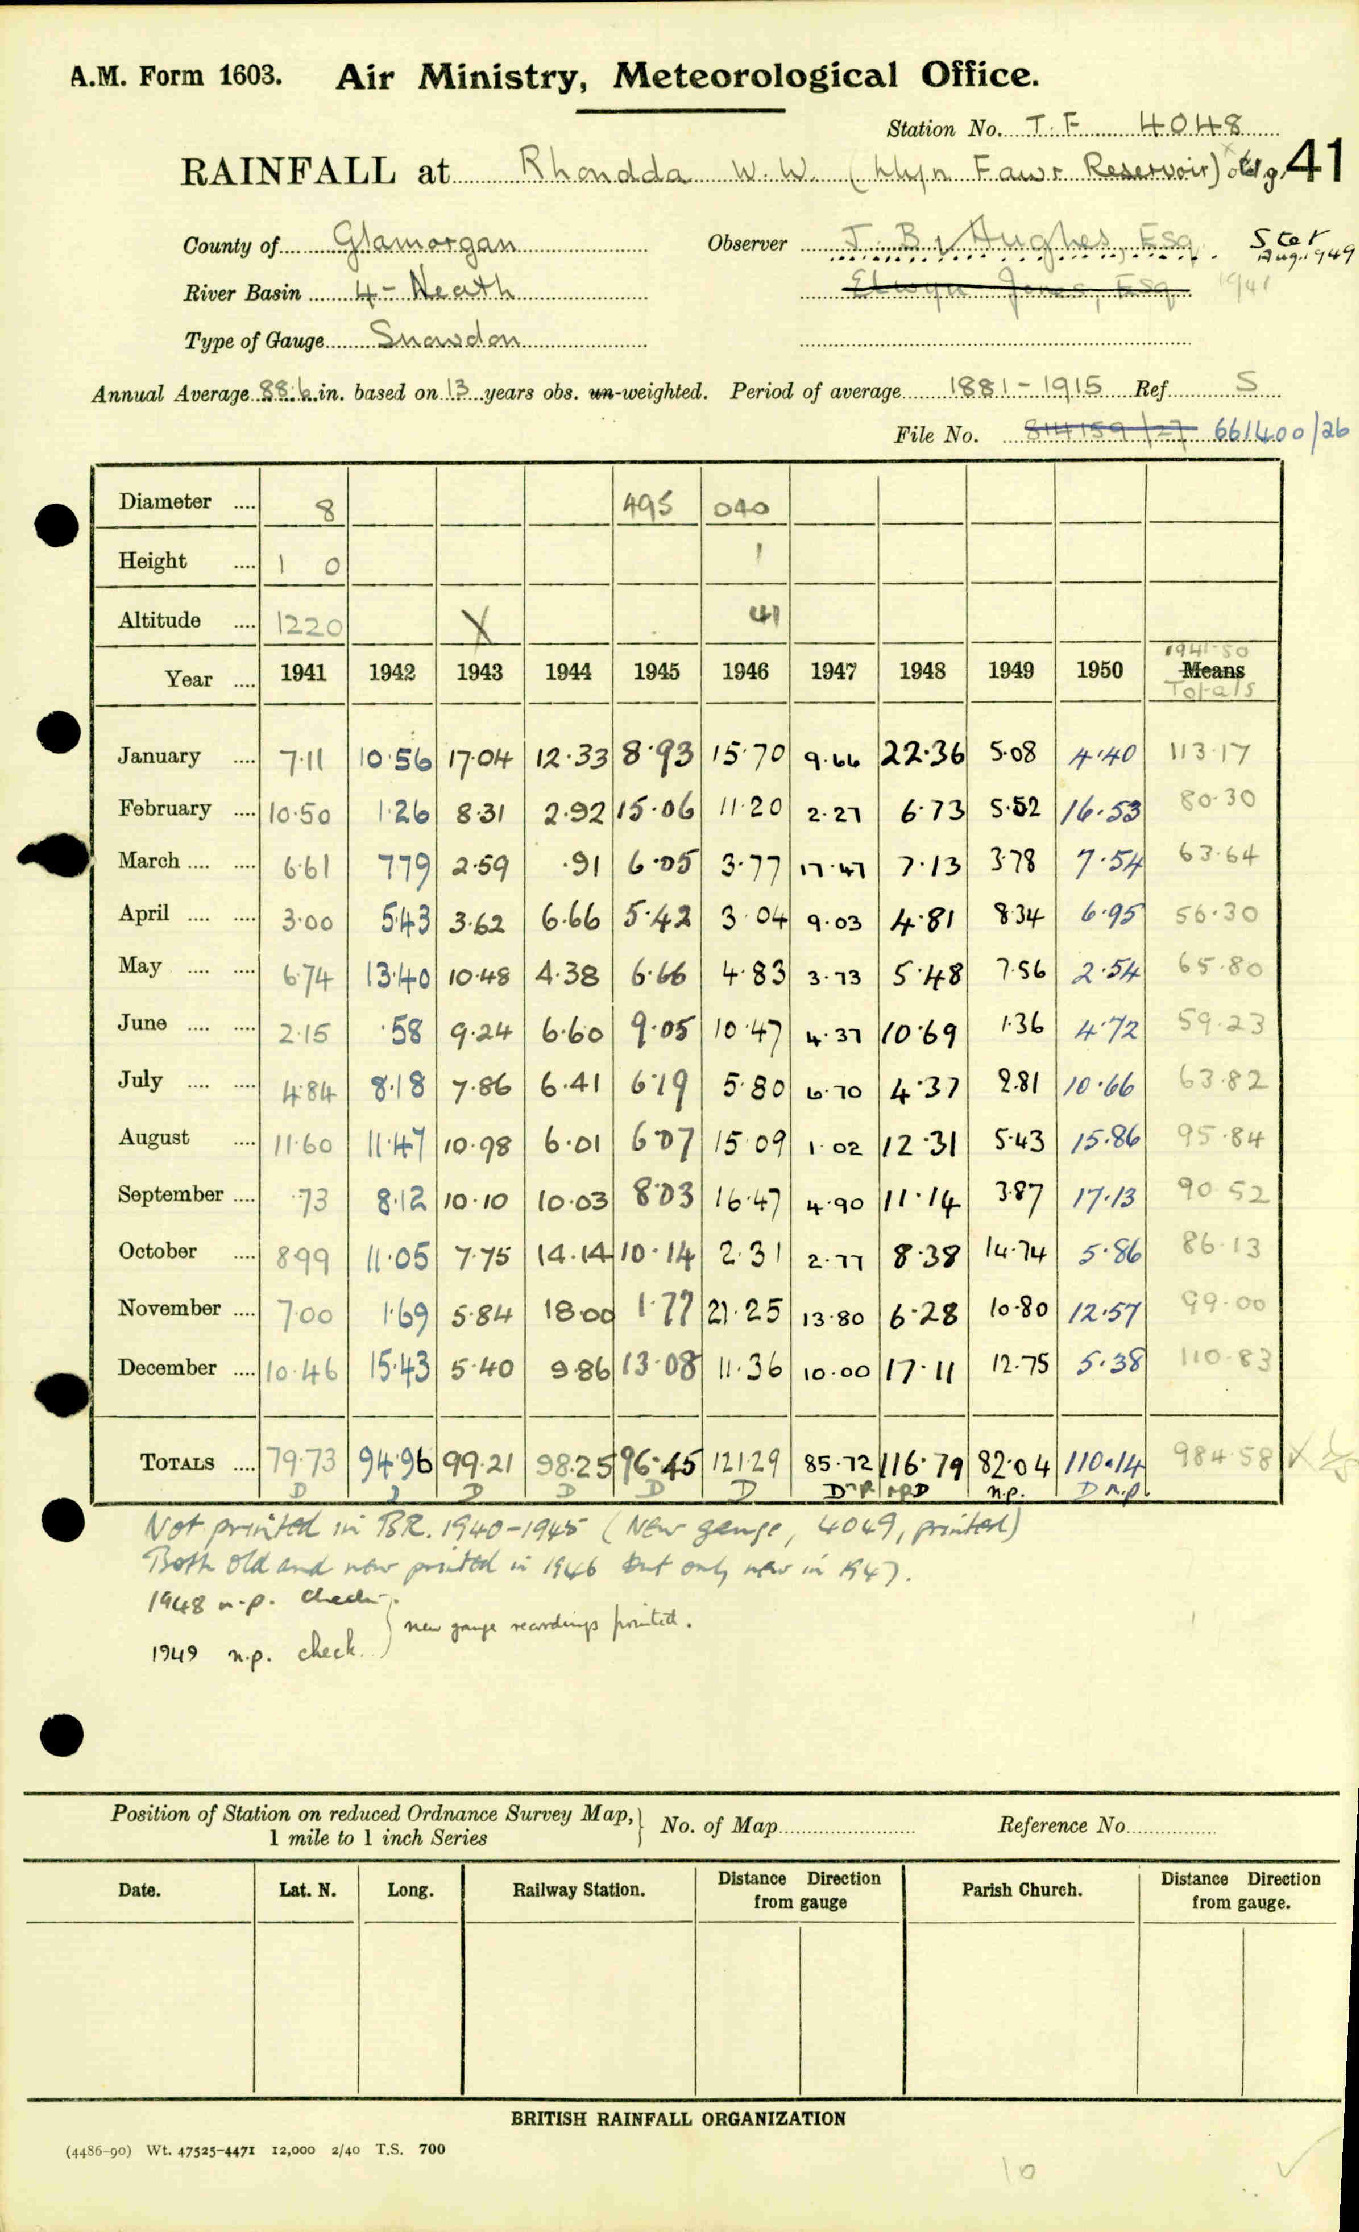 A.M. Form 1603. Air Ministry, Meteorological Office.
Station No. T.F 4048
RAINFALL at Rhondda W.W. (Llyn Fawr Reservoir) old g. 41
County of Glamorgan Observer J. B. Hughes, Esq
Aug. 1949
River Basin 4 - Neath Elwyn Jones, Esq 1941
Type of Gauge Snowdon
Annual Average 88.6 in. based on 13 years obs. un-weighted. Period of average 1881 - 1915 Ref S
File No. 814159/27 661400/26
Diameter 8 495 040
Height 1 0 1
Altitude 1220 X 41
1941-50
Year 1941 1942 1943 1944 1945 1946 1947 1948 1949 1950 Means
Totals
January 7.11 10.56 17.04 12.33 8.93 15.70 9.66 22.36 5.08 4.40 113.17
February 10.50 1.26 8.31 2.92 15.06 11.20 2.27 6.73 5.52 16.53 80.30
March 6.61 7.79 2.59 .91 6.05 3.77 17.47 7.13 3.78 7.54 63.64
April 3.00 5.43 3.62 6.66 5.42 3.04 9.03 4.81 8.34 6.95 56.30
May 6.74 13.40 10.48 4.38 6.66 4.83 3.73 5.48 7.56 2.54 65.80
June 2.15 .58 9.24 6.60 9.05 10.47 4.37 10.69 1.36 4.72 59.23
July 4.84 8.18 7.86 6.41 6.19 5.80 6.70 4.37 2.81 10.66 63.82
August 11.60 11.47 10.98 6.01 6.07 15.09 1.02 12.31 5.43 15.86 95.84
September .73 8.12 10.10 10.03 8.03 16.47 4.90 11.14 3.87 17.13 90.52
October 8.99 11.05 7.75 14.14 10.14 2.31 2.77 8.38 14.74 5.86 86.13
November 7.00 1.69 5.84 18.00 1.77 21.25 13.80 6.28 10.80 12.57 99.00
December 10.46 15.43 5.40 9.86 13.08 11.36 10.00 17.11 12.75 5.38 110.83
TOTALS 79.73 94.96 99.21 98.25 96.45 121.29 85.72 116.79 82.04 110.14 984.58 X
D D D D D D n.p. D n.p.
Not printed in B.R. 1940-1945 (New gauge, 4049, printed)
Both old and new printed in 1946 but only new in 1947.
1948 n.p. check
new gauge recordings printed.
1949 n.p. check
Position of Station on reduced Ordnance Survey Map, No. of Map Reference No.
1 mile to 1 inch Series
Date. Lat. N. Long. Railway Station. Distance from gauge Direction Parish Church. Distance from gauge. Direction
BRITISH RAINFALL ORGANIZATION
(4486-90) Wt. 47525-4471 12,000 2/40 T.S. 700
10